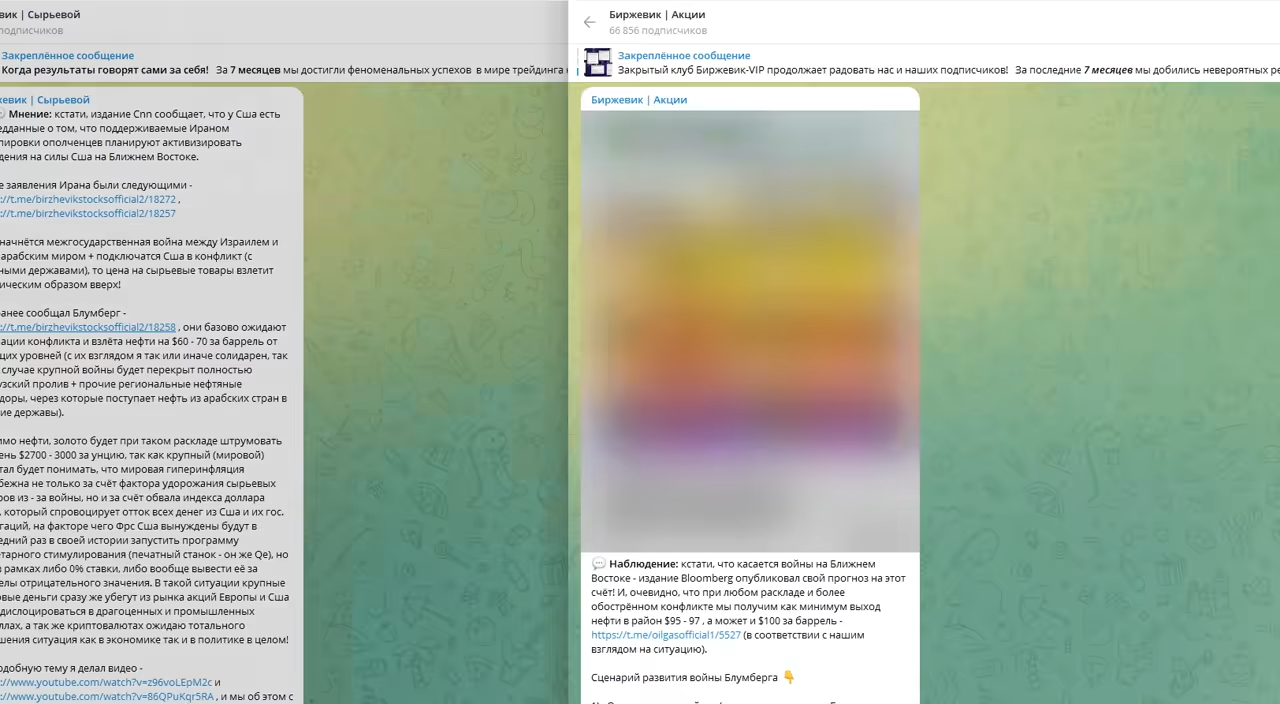 вик | Сырьевой
подписчиков
Закреплённое сообщение
Когда результаты говорят сами за себя! За 7 месяцев мы достигли феноменальных успехов в мире трейдинга
жевик | Сырьевой
Мнение: кстати, издание Cnn сообщает, что у Сша есть
едданные о том, что поддерживаемые Ираном
пировки ополченцев планируют активизировать
дения на силы Сша на Ближнем Востоке.
е заявления Ирана были следующими -
://t.me/birzhevikstocksofficial2/18272 ,
://t.me/birzhevikstocksofficial2/18257
начнётся межгосударственная война между Израилем и
арабским миром + подключатся Сша в конфликт (с
ными державами), то цена на сырьевые товары взлетит
ическим образом вверх!
анее сообщал Блумберг -
://t.me/birzhevikstocksofficial2/18258 , они базово ожидают
ации конфликта и взлёта нефти на $60 - 70 за баррель от
щих уровней (с их взглядом я так или иначе солидарен, так
случае крупной войны будет перекрыт полностью
узский пролив + прочие региональные нефтяные
доры, через которые поступает нефть из арабских стран в
ие державы).
имо нефти, золото будет при таком раскладе штрумовать
ень $2700 - 3000 за унцию, так как крупный (мировой)
тал будет понимать, что мировая гиперинфляция
бежна не только за счёт фактора удорожания сырьевых
ров из - за войны, но и за счёт обвала индекса доллара
, который спровоцирует отток всех денег из Сша и их гос.
гаций, на факторе чего Фрс Сша вынуждены будут в
едний раз в своей истории запустить программу
етарного стимулирования (печатный станок - он же Qe), но
в рамках либо 0% ставки, либо вообще вывести её за
елы отрицательного значения. В такой ситуации крупные
овые деньги сразу же убегут из рынка акций Европы и Сша
дислоцироваться в драгоценных и промышленных
ллах, а так же криптовалютах ожидаю тотального
шения ситуация как в экономике так и в политике в целом!
одобную тему я делал видео -
://www.youtube.com/watch?v=z96voLEpM2c и
://www.youtube.com/watch?v=86QPuKqr5RA , и мы об этом с
Биржевик | Акции
66 856 подписчиков
Закреплённое сообщение
Закрытый клуб Биржевик-VIP продолжает радовать нас и наших подписчиков! За последние 7 месяцев мы добились невероятных ре
Биржевик | Акции
Наблюдение: кстати, что касается войны на Ближнем
Востоке - издание Bloomberg опубликовал свой прогноз на этот
счёт! И, очевидно, что при любом раскладе и более
обострённом конфликте мы получим как минимум выход
нефти в район $95 - 97 , а может и $100 за баррель -
https://t.me/oilgasofficial1/5527 (в соответствии с нашим
взглядом на ситуацию).
Сценарий развития войны Блумберга 👇